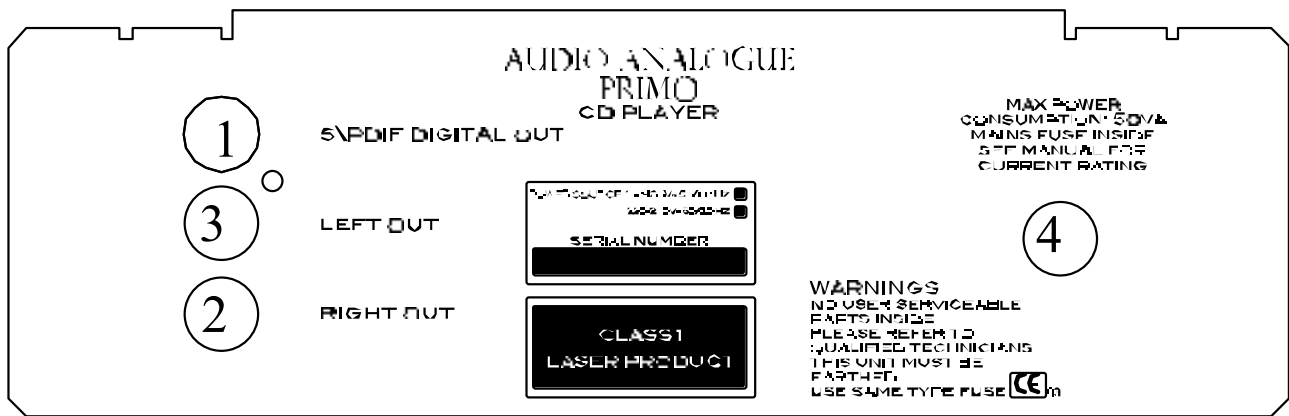 AUDIO ANALOGUE
PRIMO
CD PLAYER
1
S\PDIF DIGITAL OUT
3
LEFT OUT
2
RIGHT OUT
SERIAL NUMBER
CLASS1
LASER PRODUCT
MAX POWER
CONSUMPTION: 50VA
MAINS FUSE INSIDE
SEE MANUAL FOR
CURRENT RATING
4
WARNINGS
NO USER SERVICEABLE
PARTS INSIDE
PLEASE REFER TO
QUALIFIED TECHNICIANS
THIS UNIT MUST BE
EARTHED
USE SAME TYPE FUSE
CE